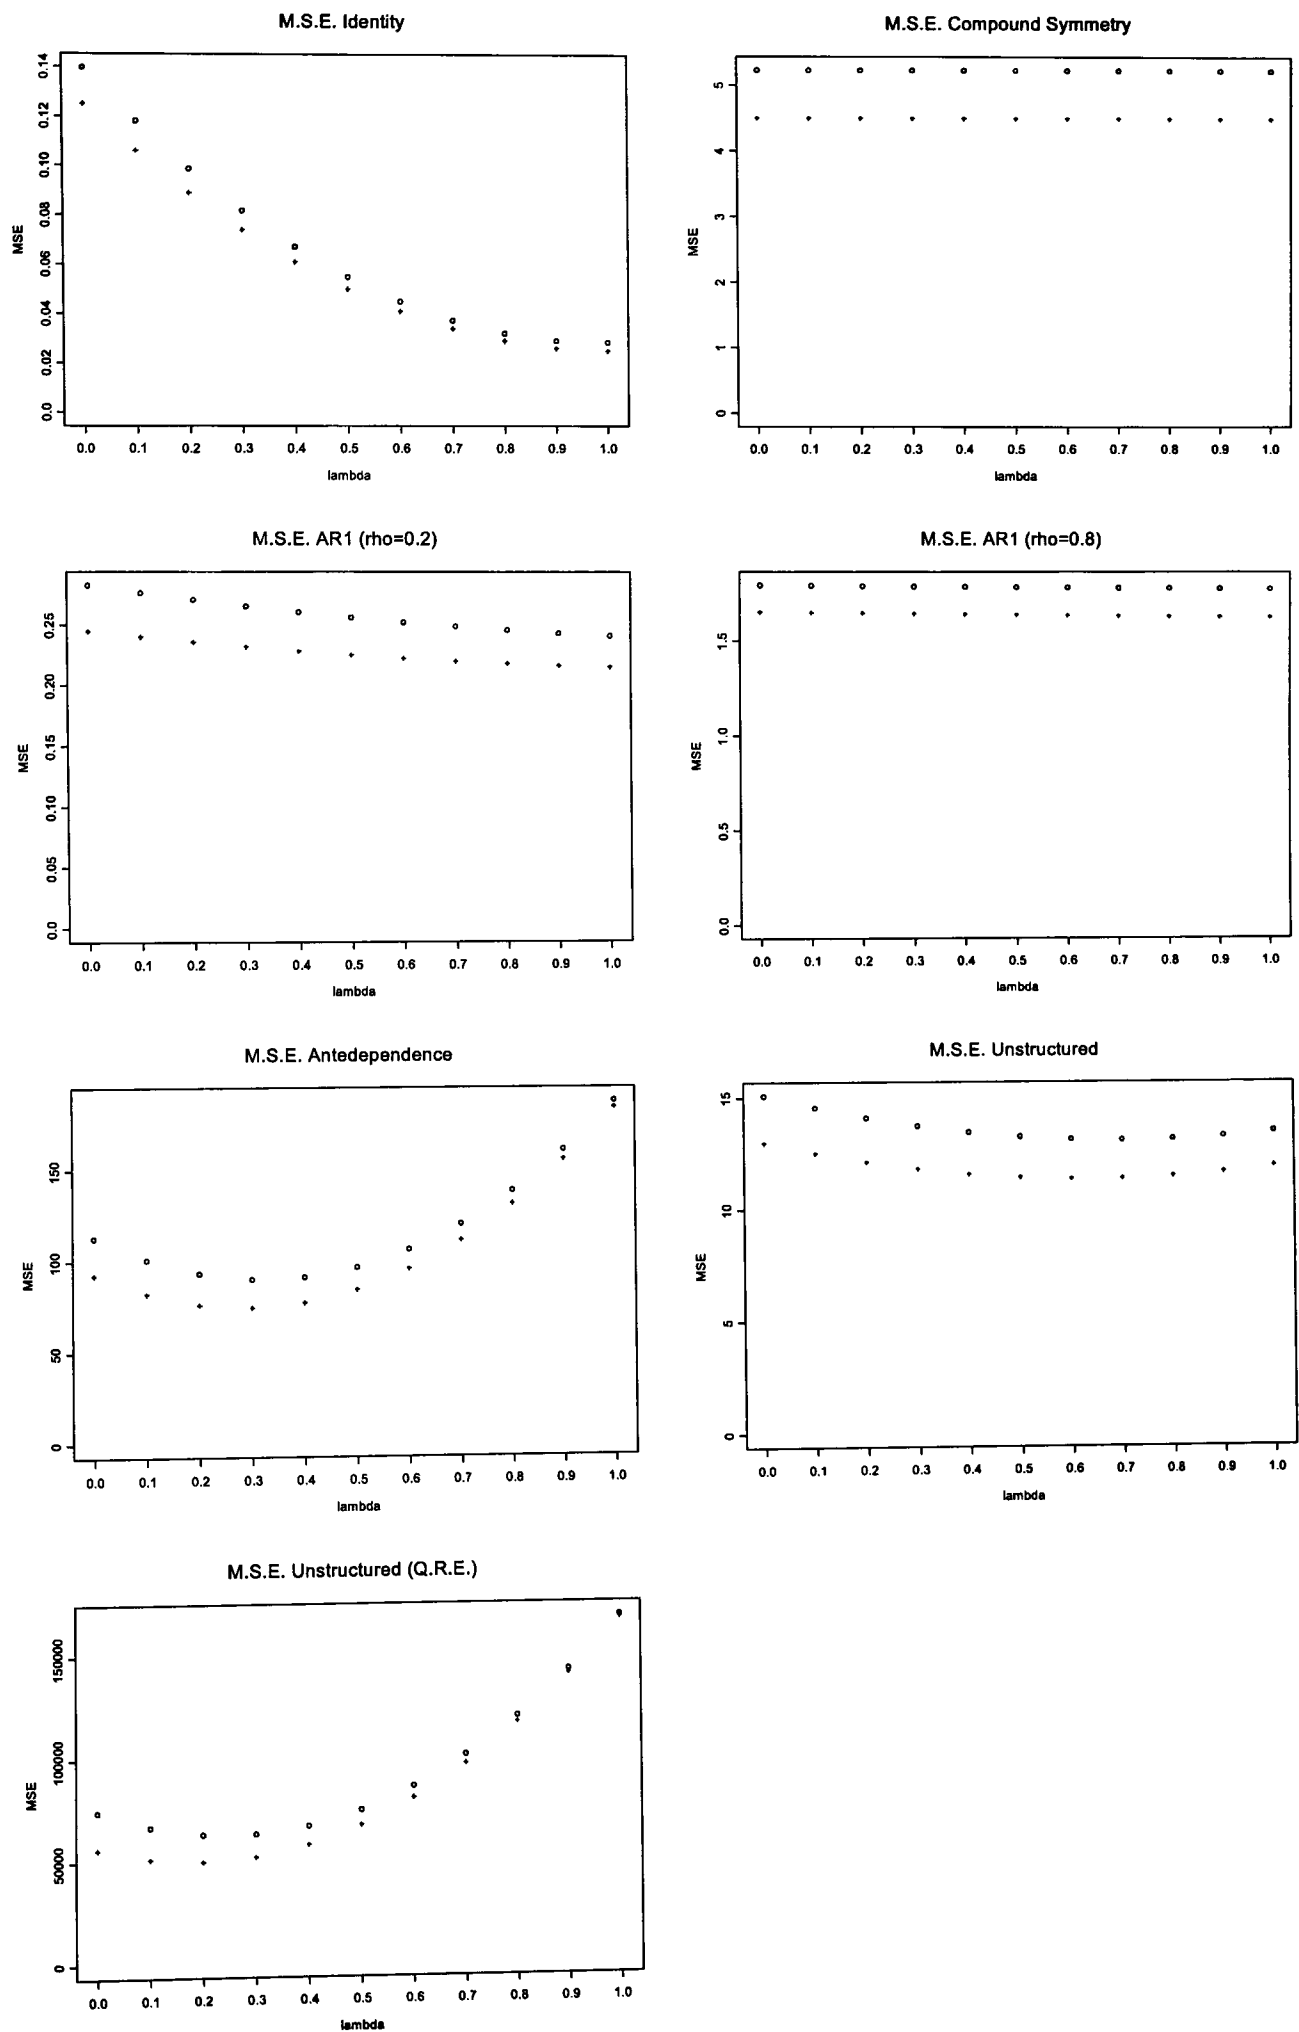 M.S.E. Identity
MSE
0.0 0.02 0.04 0.06 0.08 0.10 0.12 0.14
0.0 0.1 0.2 0.3 0.4 0.5 0.6 0.7 0.8 0.9 1.0
lambda
M.S.E. Compound Symmetry
MSE
0 1 2 3 4 5
0.0 0.1 0.2 0.3 0.4 0.5 0.6 0.7 0.8 0.9 1.0
lambda
M.S.E. AR1 (rho=0.2)
MSE
0.0 0.05 0.10 0.15 0.20 0.25
0.0 0.1 0.2 0.3 0.4 0.5 0.6 0.7 0.8 0.9 1.0
lambda
M.S.E. AR1 (rho=0.8)
MSE
0.0 0.5 1.0 1.5
0.0 0.1 0.2 0.3 0.4 0.5 0.6 0.7 0.8 0.9 1.0
lambda
M.S.E. Antedependence
MSE
0 50 100 150
0.0 0.1 0.2 0.3 0.4 0.5 0.6 0.7 0.8 0.9 1.0
lambda
M.S.E. Unstructured
MSE
0 5 10 15
0.0 0.1 0.2 0.3 0.4 0.5 0.6 0.7 0.8 0.9 1.0
lambda
M.S.E. Unstructured (Q.R.E.)
MSE
0 50000 100000 150000
0.0 0.1 0.2 0.3 0.4 0.5 0.6 0.7 0.8 0.9 1.0
lambda